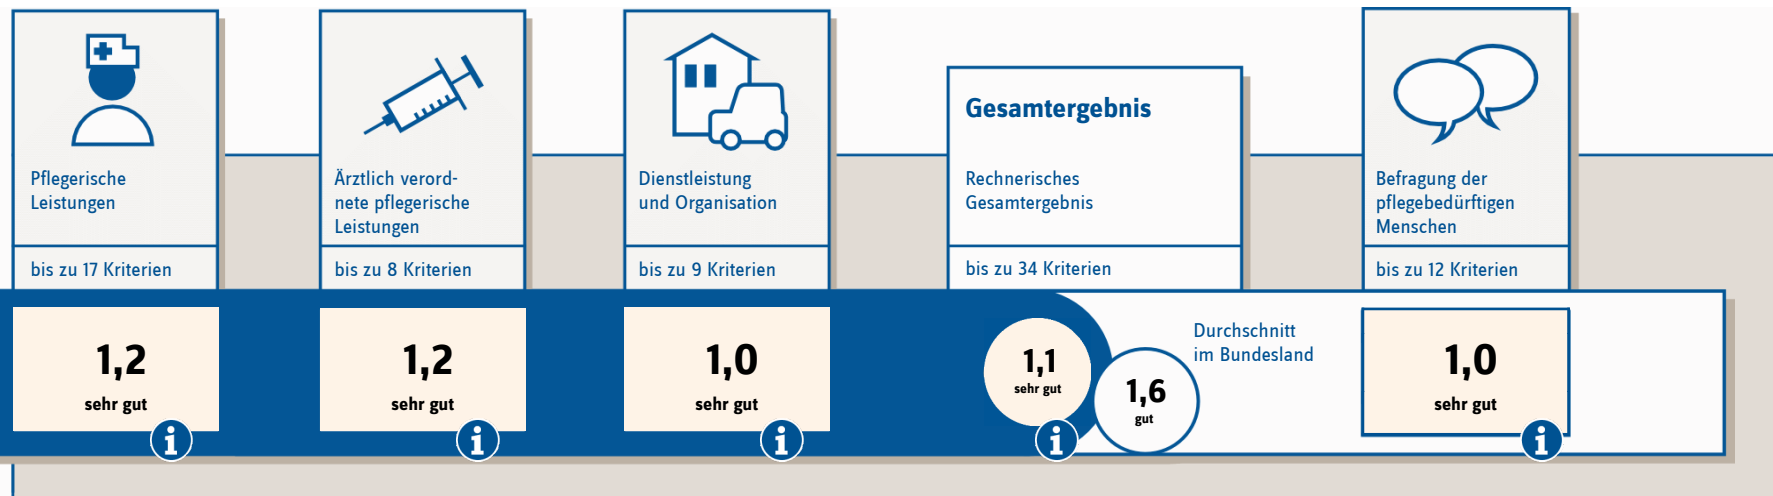 Pflegerische
Leistungen
bis zu 17 Kriterien
1,2
sehr gut
i
Ärztlich verord-
nete pflegerische
Leistungen
bis zu 8 Kriterien
1,2
sehr gut
i
Dienstleistung
und Organisation
bis zu 9 Kriterien
1,0
sehr gut
i
Gesamtergebnis
Rechnerisches
Gesamtergebnis
bis zu 34 Kriterien
1,1
sehr gut
i
1,6
gut
Durchschnitt
im Bundesland
Befragung der
pflegebedürftigen
Menschen
bis zu 12 Kriterien
1,0
sehr gut
i